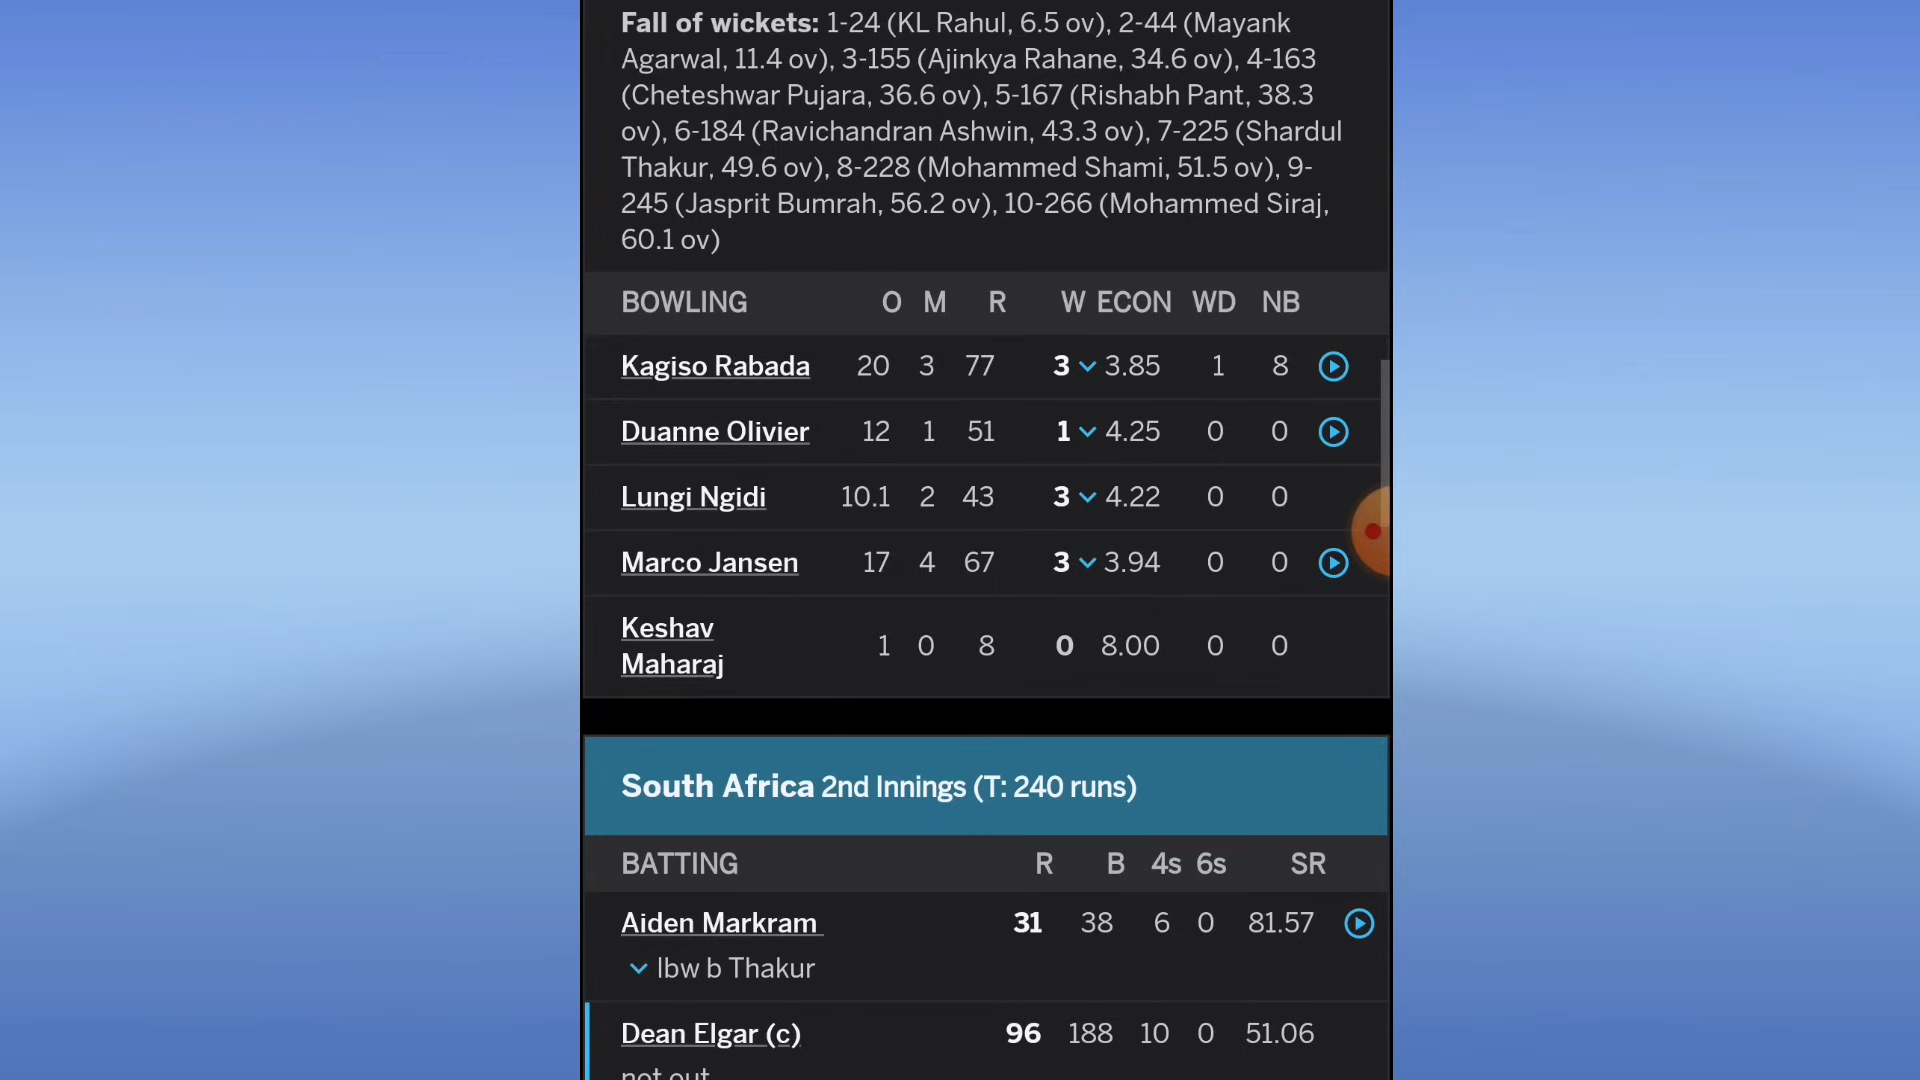 Fall of wickets: 1-24 (KL Rahul, 6.5 ov), 2-44 (Mayank
Agarwal, 11.4 ov), 3-155 (Ajinkya Rahane, 34.6 ov), 4-163
(Cheteshwar Pujara, 36.6 ov), 5-167 (Rishabh Pant, 38.3
ov), 6-184 (Ravichandran Ashwin, 43.3 ov), 7-225 (Shardul
Thakur, 49.6 ov), 8-228 (Mohammed Shami, 51.5 ov), 9-
245 (Jasprit Bumrah, 56.2 ov), 10-266 (Mohammed Siraj,
60.1 ov)
BOWLING O M R W ECON WD NB
Kagiso Rabada 20 3 77 3 3.85 1 8
Duanne Olivier 12 1 51 1 4.25 0 0
Lungi Ngidi 10.1 2 43 3 4.22 0 0
Marco Jansen 17 4 67 3 3.94 0 0
Keshav
Maharaj 1 0 8 0 8.00 0 0
South Africa 2nd Innings (T: 240 runs)
BATTING R B 4s 6s SR
Aiden Markram 31 38 6 0 81.57
lbw b Thakur
Dean Elgar (c) 96 188 10 0 51.06
not out